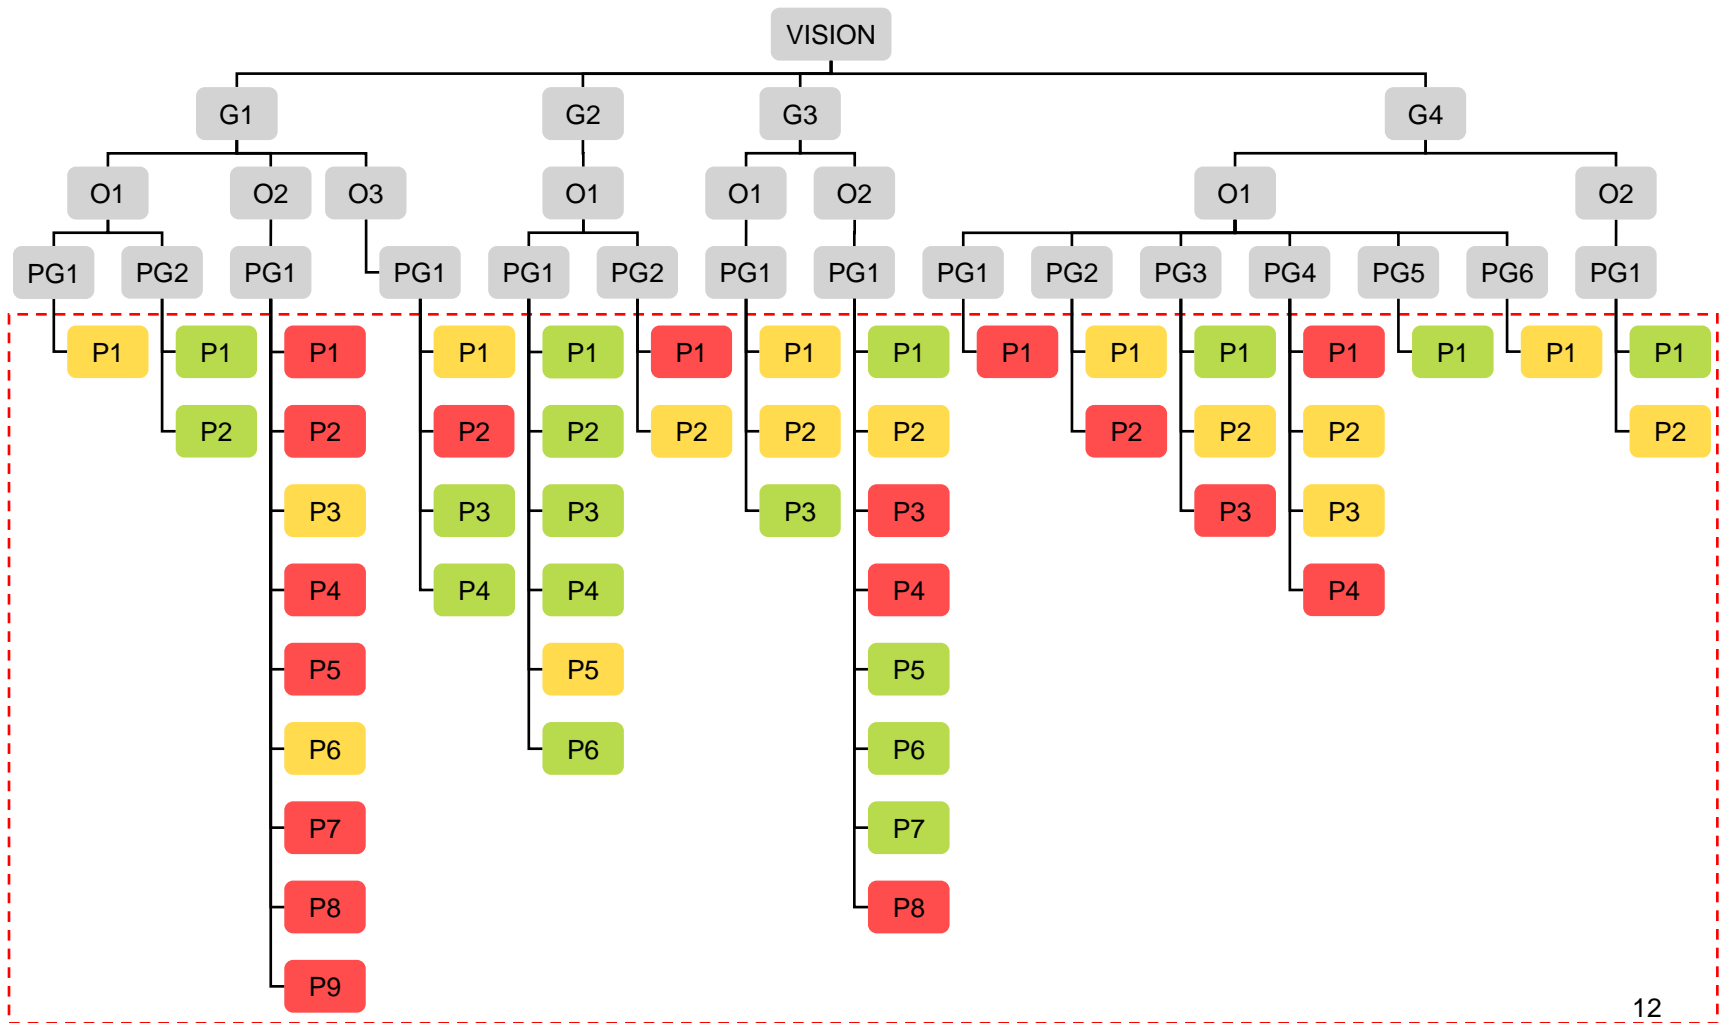 VISION
G1 G2 G3 G4
O1 O2 O3 O1 O1 O2 O1 O2
PG1 PG2 PG1 PG1 PG1 PG2 PG1 PG1 PG1 PG2 PG3 PG4 PG5 PG6 PG1
P1 P1 P1 P1 P1 P1 P1 P1 P1 P1 P1 P1 P1 P1 P1
P2 P2 P2 P2 P2 P2 P2 P2 P2 P2 P2
P3 P3 P3 P3 P3 P3 P3
P4 P4 P4 P4 P4
P5 P5 P5
P6 P6 P6
P7 P7
P8 P8
P9
12